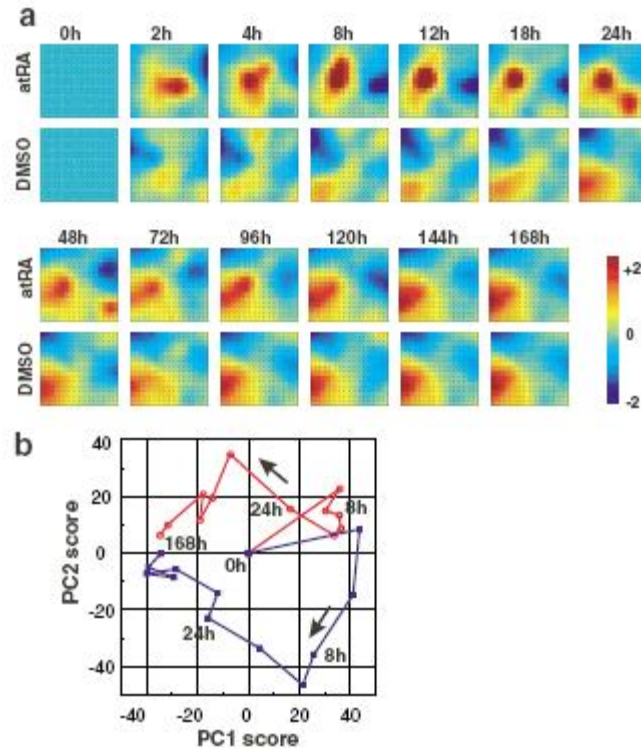 a
0h 2h 4h 8h 12h 18h 24h
atRA
DMSO
48h 72h 96h 120h 144h 168h
atRA
DMSO
+2
0
-2
b
40
20
0
-20
-40
PC2 score
24h
8h
168h
0h
24h
8h
-40 -20 0 20 40
PC1 score